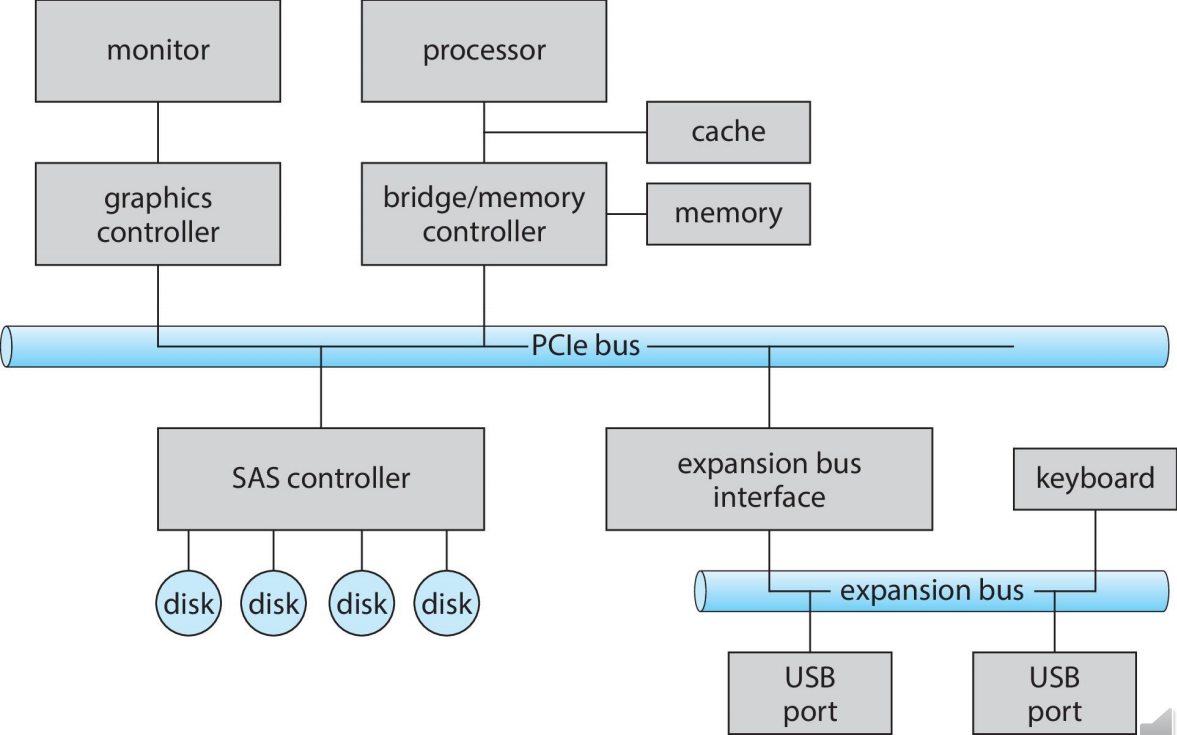 monitor
processor
cache
graphics
controller
bridge/memory
controller
memory
PCIe bus
SAS controller
expansion bus
interface
keyboard
disk
disk
disk
disk
expansion bus
USB
port
USB
port